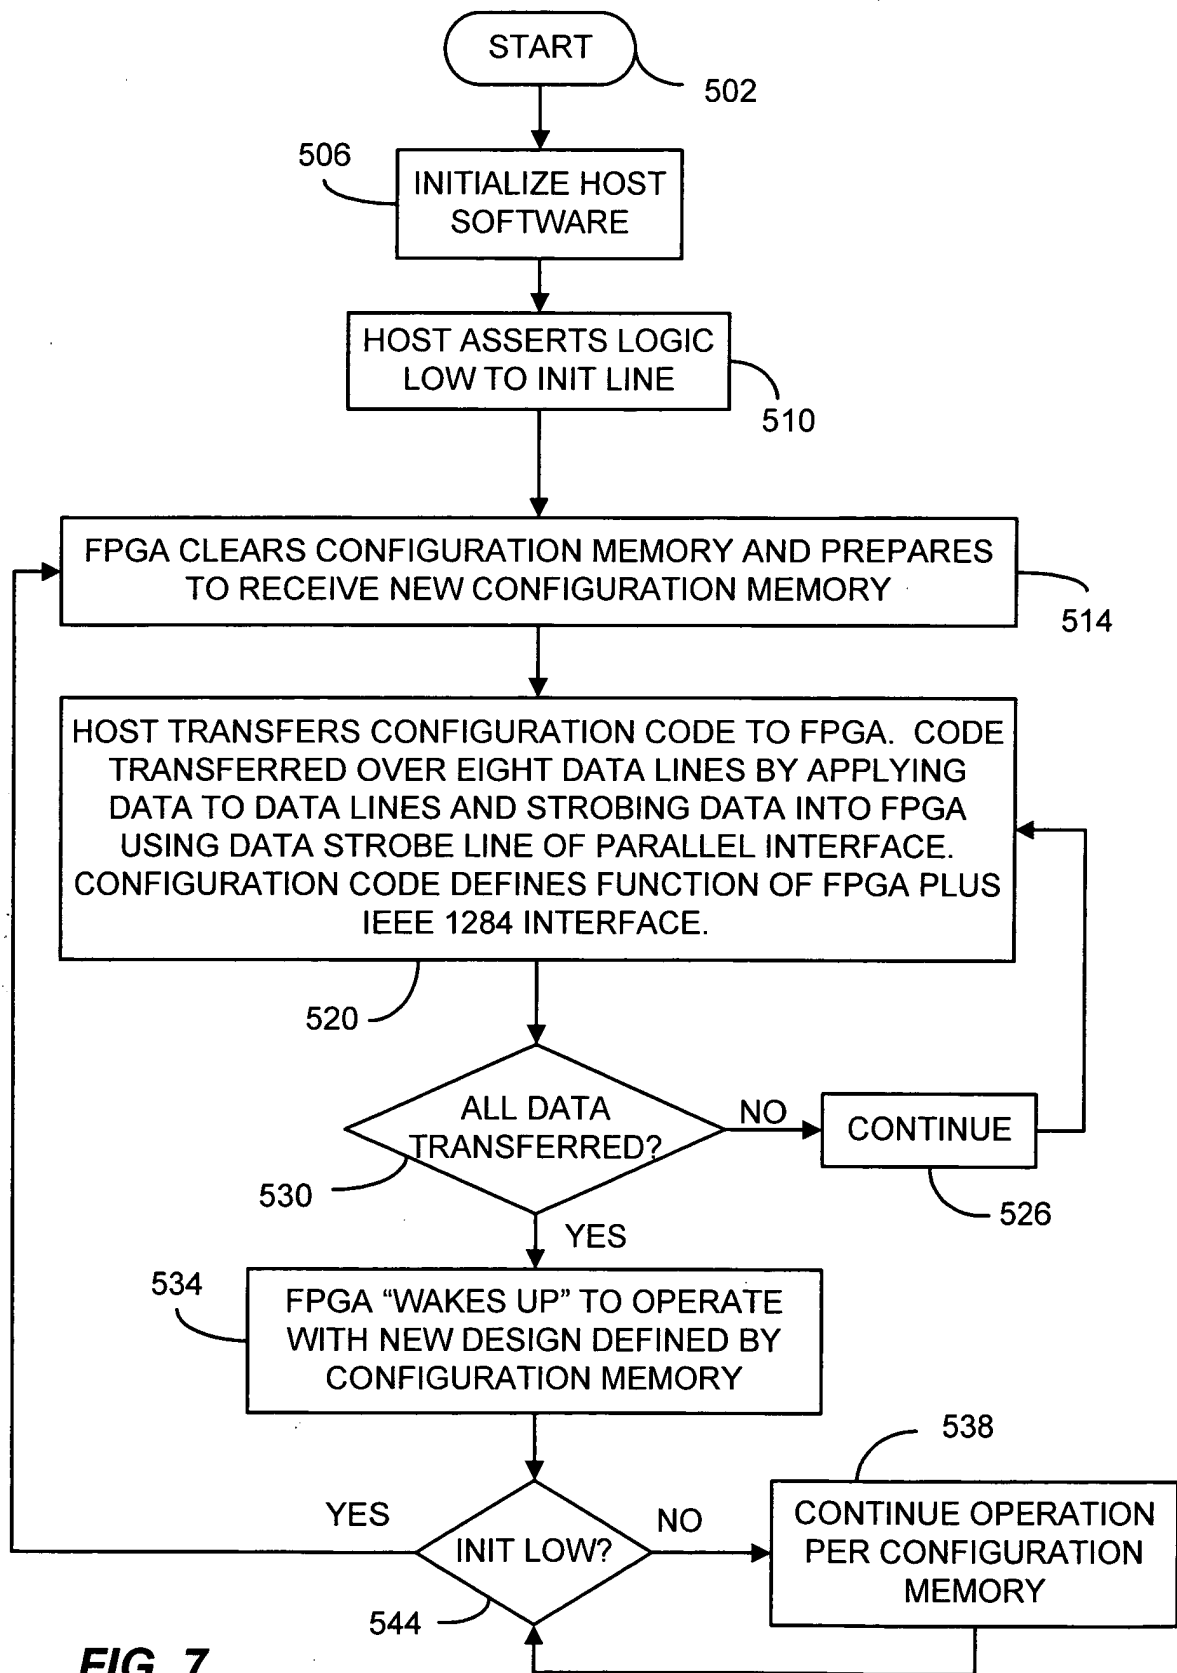 START
502
506
INITIALIZE HOST
SOFTWARE
HOST ASSERTS LOGIC
LOW TO INIT LINE
510
FPGA CLEARS CONFIGURATION MEMORY AND PREPARES
TO RECEIVE NEW CONFIGURATION MEMORY
514
HOST TRANSFERS CONFIGURATION CODE TO FPGA. CODE
TRANSFERRED OVER EIGHT DATA LINES BY APPLYING
DATA TO DATA LINES AND STROBING DATA INTO FPGA
USING DATA STROBE LINE OF PARALLEL INTERFACE.
CONFIGURATION CODE DEFINES FUNCTION OF FPGA PLUS
IEEE 1284 INTERFACE.
520
ALL DATA
TRANSFERRED?
NO
CONTINUE
530
526
YES
534
FPGA “WAKES UP” TO OPERATE
WITH NEW DESIGN DEFINED BY
CONFIGURATION MEMORY
538
YES
INIT LOW?
NO
CONTINUE OPERATION
PER CONFIGURATION
MEMORY
544
FIG. 7